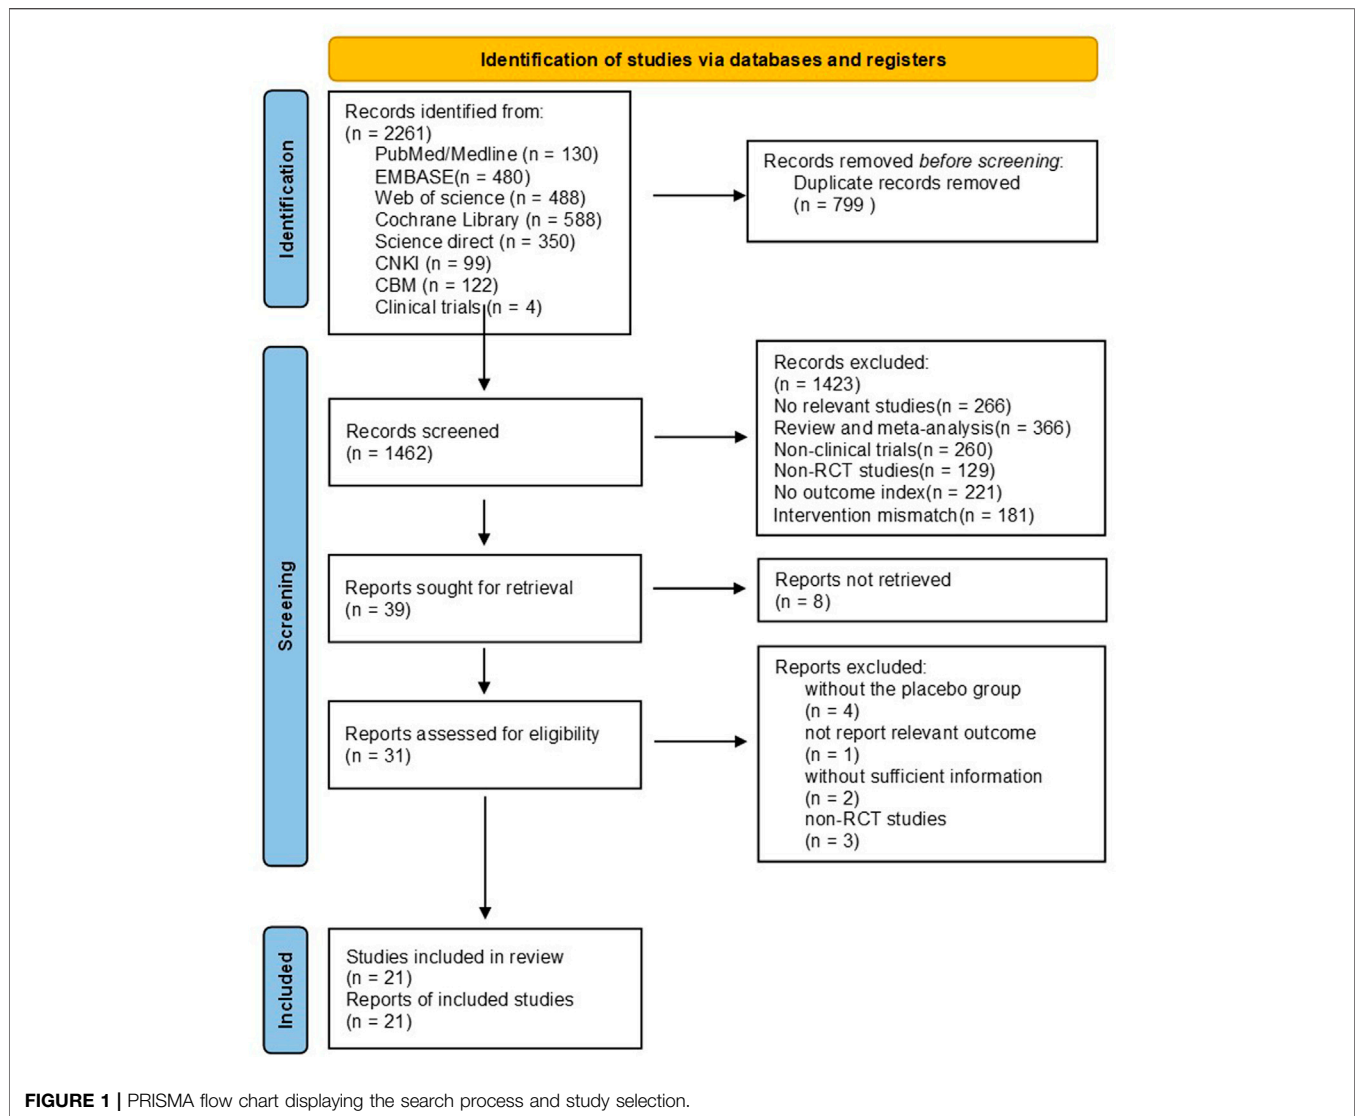 Identification of studies via databases and registers
Identification
Records identified from:
(n = 2261)
PubMed/Medline (n = 130)
EMBASE(n = 480)
Web of science (n = 488)
Cochrane Library (n = 588)
Science direct (n = 350)
CNKI (n = 99)
CBM (n = 122)
Clinical trials (n = 4)
Records removed before screening:
Duplicate records removed
(n = 799 )
Screening
Records screened
(n = 1462)
Records excluded:
(n = 1423)
No relevant studies(n = 266)
Review and meta-analysis(n = 366)
Non-clinical trials(n = 260)
Non-RCT studies(n = 129)
No outcome index(n = 221)
Intervention mismatch(n = 181)
Reports sought for retrieval
(n = 39)
Reports not retrieved
(n = 8)
Reports assessed for eligibility
(n = 31)
Reports excluded:
without the placebo group
(n = 4)
not report relevant outcome
(n = 1)
without sufficient information
(n = 2)
non-RCT studies
(n = 3)
Included
Studies included in review
(n = 21)
Reports of included studies
(n = 21)
FIGURE 1 | PRISMA flow chart displaying the search process and study selection.